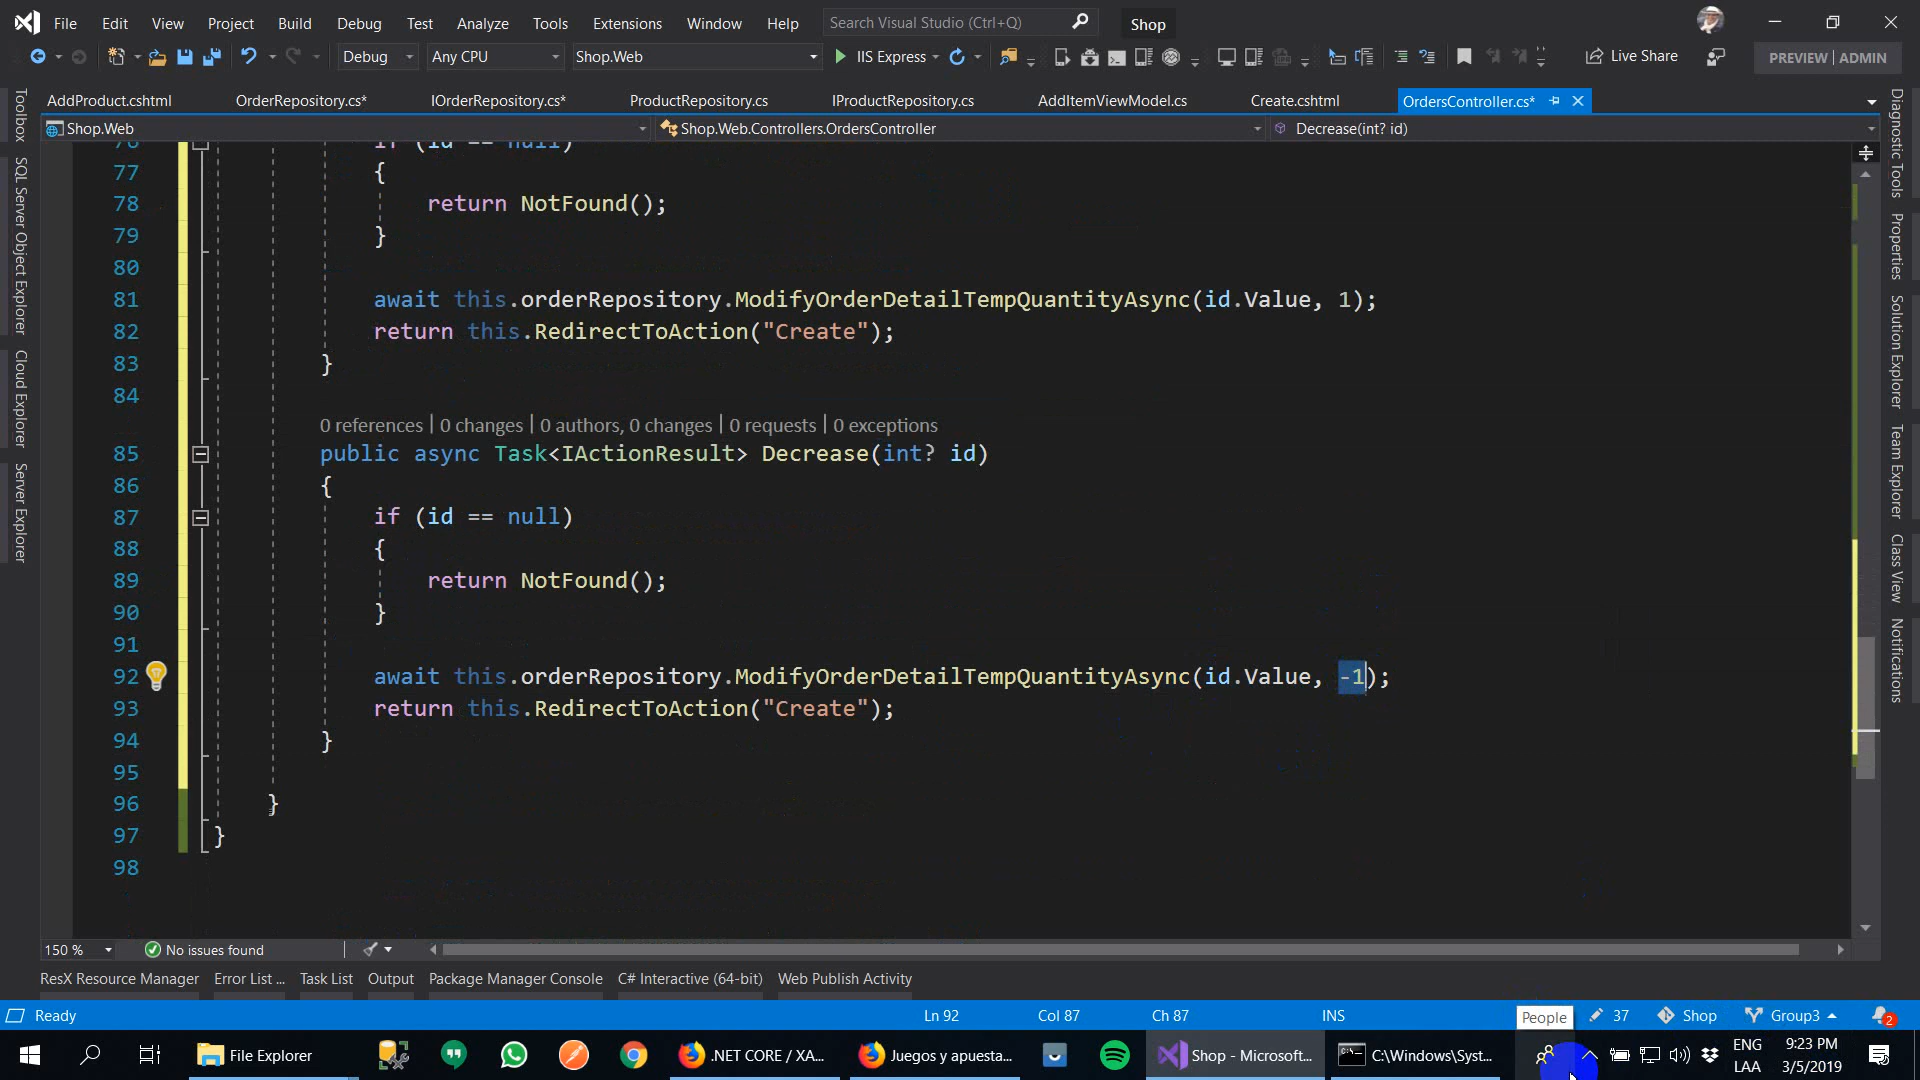 File Edit View Project Build Debug Test Analyze Tools Extensions Window Help Search Visual Studio (Ctrl+Q) Shop
Debug Any CPU Shop.Web IIS Express Live Share PREVIEW | ADMIN
AddProduct.cshtml OrderRepository.cs* IOrderRepository.cs* ProductRepository.cs IProductRepository.cs AddItemViewModel.cs Create.cshtml OrdersController.cs*
Shop.Web Shop.Web.Controllers.OrdersController Decrease(int? id)
76 if (id == null)
77 {
78 return NotFound();
79 }
80
81 await this.orderRepository.ModifyOrderDetailTempQuantityAsync(id.Value, 1);
82 return this.RedirectToAction("Create");
83 }
84
0 references | 0 changes | 0 authors, 0 changes | 0 requests | 0 exceptions
85 public async Task<IActionResult> Decrease(int? id)
86 {
87 if (id == null)
88 {
89 return NotFound();
90 }
91
92 await this.orderRepository.ModifyOrderDetailTempQuantityAsync(id.Value, -1);
93 return this.RedirectToAction("Create");
94 }
95
96 }
97 }
98
Toolbox
SQL Server Object Explorer
Cloud Explorer
Server Explorer
Diagnostic Tools
Properties
Solution Explorer
Team Explorer
Class View
Notifications
150 % No issues found
ResX Resource Manager Error List ... Task List Output Package Manager Console C# Interactive (64-bit) Web Publish Activity
Ready Ln 92 Col 87 Ch 87 INS People 37 Shop Group3 2
File Explorer .NET CORE / XA... Juegos y apuesta... Shop - Microsoft... C:\Windows\Syst... ENG 9:23 PM
LAA 3/5/2019